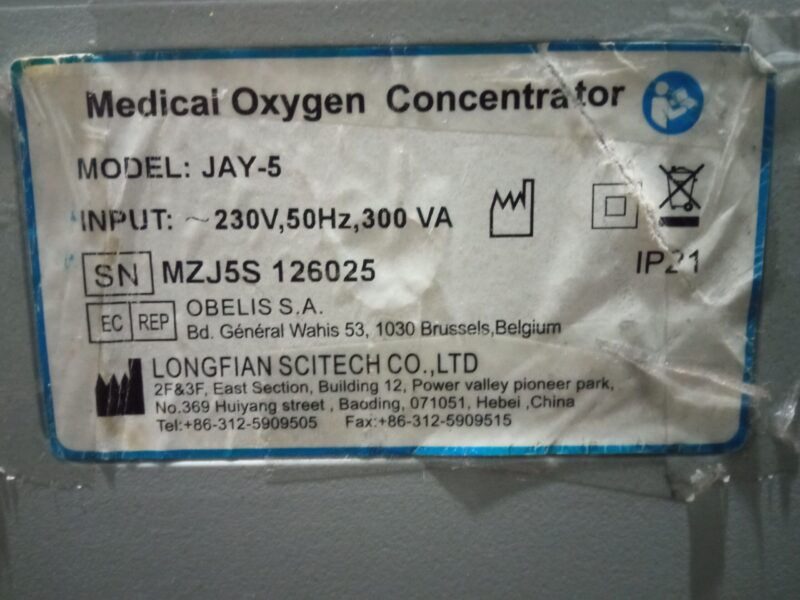 Medical Oxygen Concentrator
MODEL: JAY-5
INPUT: ~230V,50Hz,300 VA
SN MZJ5S 126025
IP21
EC REP OBELIS S.A.
Bd. Général Wahis 53, 1030 Brussels,Belgium
LONGFIAN SCITECH CO.,LTD
2F&3F, East Section, Building 12, Power valley pioneer park,
No.369 Huiyang street , Baoding, 071051, Hebei ,China
Tel:+86-312-5909505 Fax:+86-312-5909515